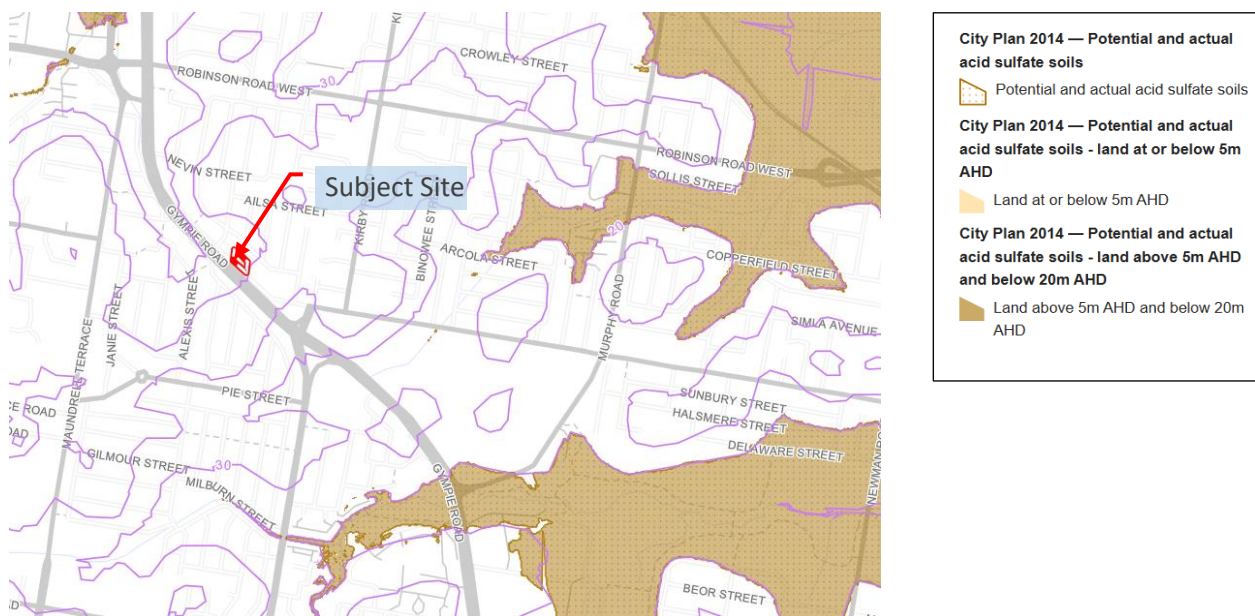 KI
CROWLEY STREET
ROBINSON ROAD WEST
30
ROBINSON ROAD WEST
SOLLIS STREET
NEVIN STREET
Subject Site
AILSA STREET
KIRBY R
BINOWEE STR
GYMPIE ROAD
20
ARCOLA STREET
COPPERFIELD STREET
MURPHY ROAD
SIMLA AVENUE
ALEXIS STREET
JANIE STREET
MAUNDRELL TERRACE
PIE STREET
SUNBURY STREET
HALSMERE STREET
DELAWARE STREET
CE ROAD
OAD
GILMOUR STREET
30
MILBURN STREET
GYMPIE ROAD
NEWMAN RO
BEOR STREET
D
City Plan 2014 — Potential and actual
acid sulfate soils
Potential and actual acid sulfate soils
City Plan 2014 — Potential and actual
acid sulfate soils - land at or below 5m
AHD
Land at or below 5m AHD
City Plan 2014 — Potential and actual
acid sulfate soils - land above 5m AHD
and below 20m AHD
Land above 5m AHD and below 20m
AHD